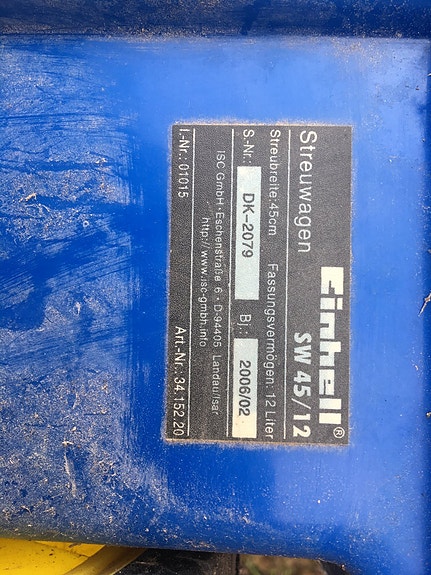 Einhell®
Streuwagen SW 45/12
Streubreite: 45cm Fassungsvermögen: 12 Liter
S-Nr.: DK-2079 Bj.: 2006/02
ISC GmbH · Eschenstraße 6 · D-94405 Landau/Isar
http://www.isc-gmbh.info
I.-Nr.: 01015 Art.-Nr.: 34.152.20